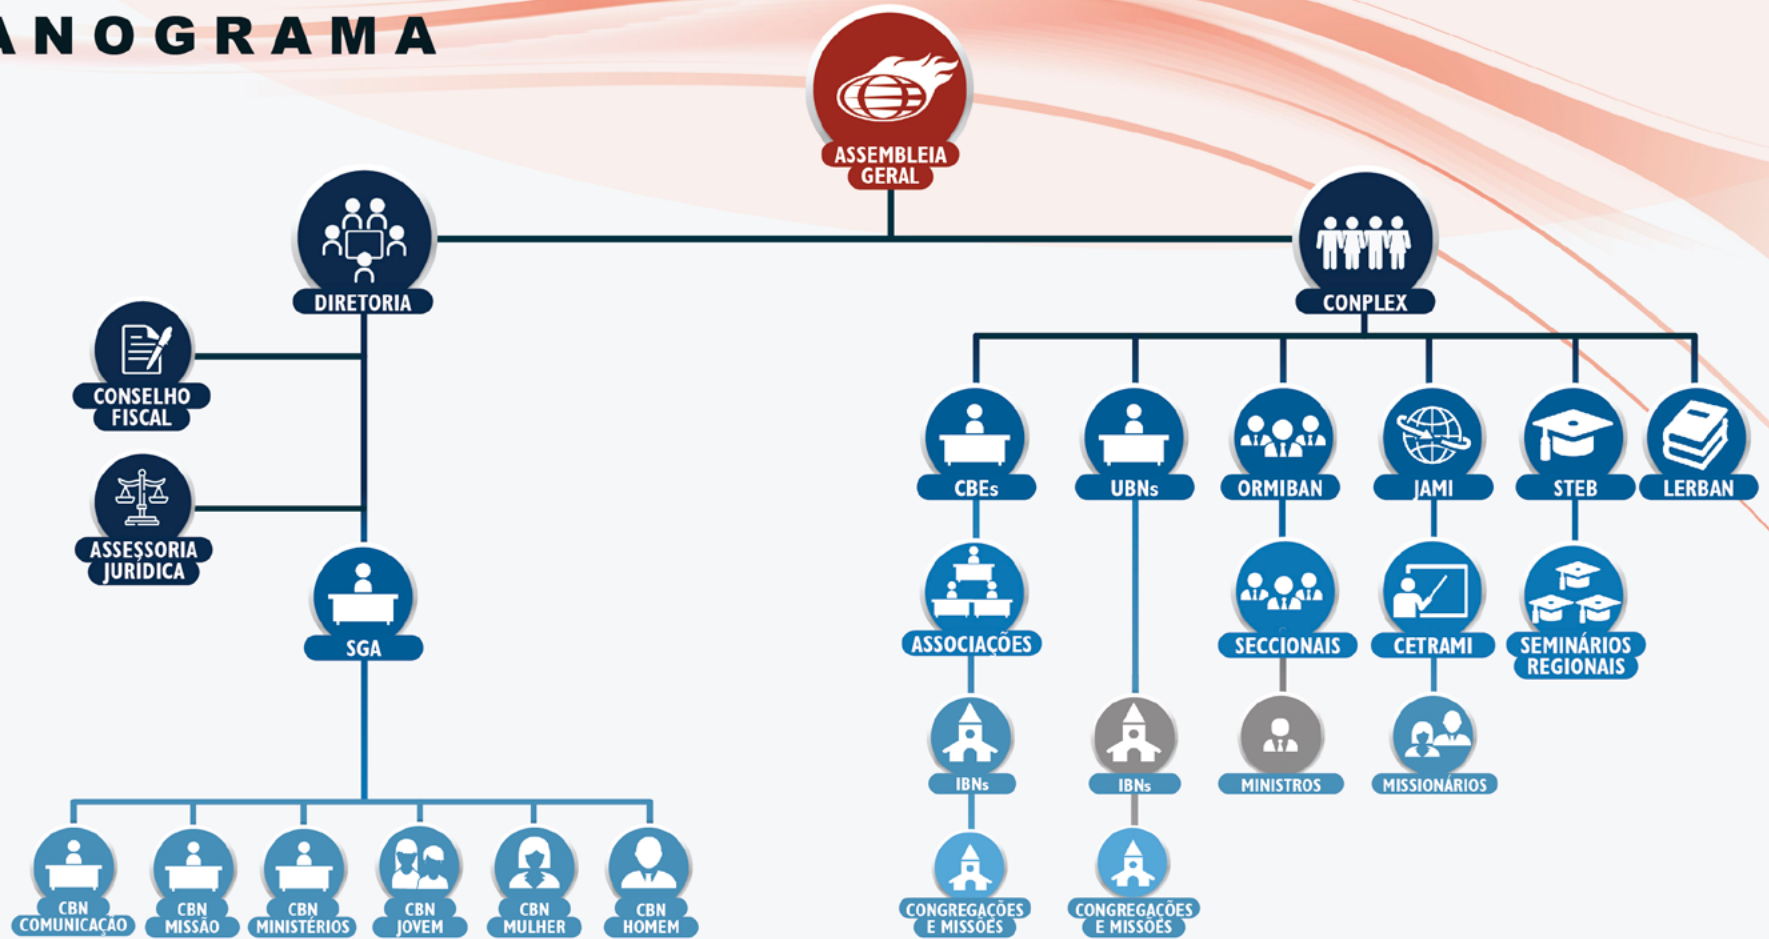 ANOGRAMA
ASSEMBLEIA
GERAL
DIRETORIA
CONPLEX
CONSELHO
FISCAL
ASSESSORIA
JURÍDICA
SGA
CBN
COMUNICAÇÃO
CBN
MISSÃO
CBN
MINISTÉRIOS
CBN
JOVEM
CBN
MULHER
CBN
HOMEM
CBEs
UBNs
ORMIBAN
JAMI
STEB
LERBAN
ASSOCIAÇÕES
SECCIONAIS
CETRAMI
SEMINÁRIOS
REGIONAIS
IBNs
IBNs
MINISTROS
MISSIONÁRIOS
CONGREGAÇÕES
E MISSÕES
CONGREGAÇÕES
E MISSÕES